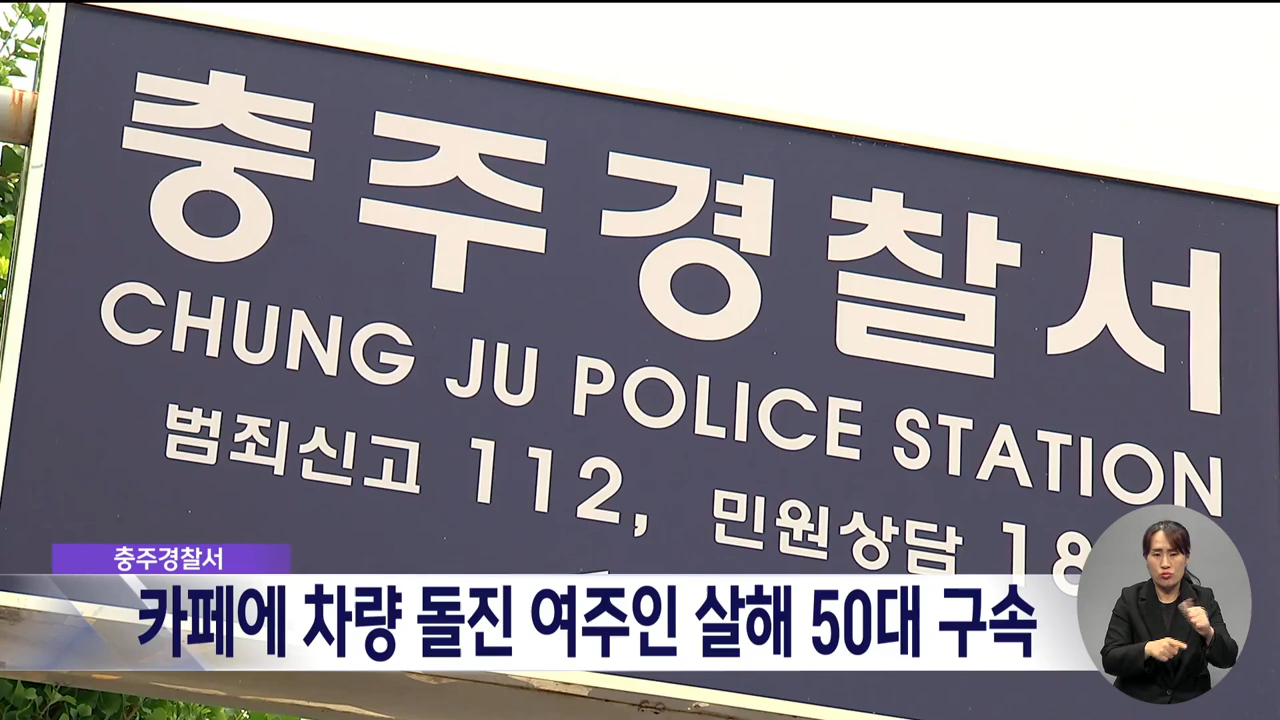 충주경찰서
CHUNG JU POLICE STATION
범죄신고 112, 민원상담 18
충주경찰서
카페에 차량 돌진 여주인 살해 50대 구속